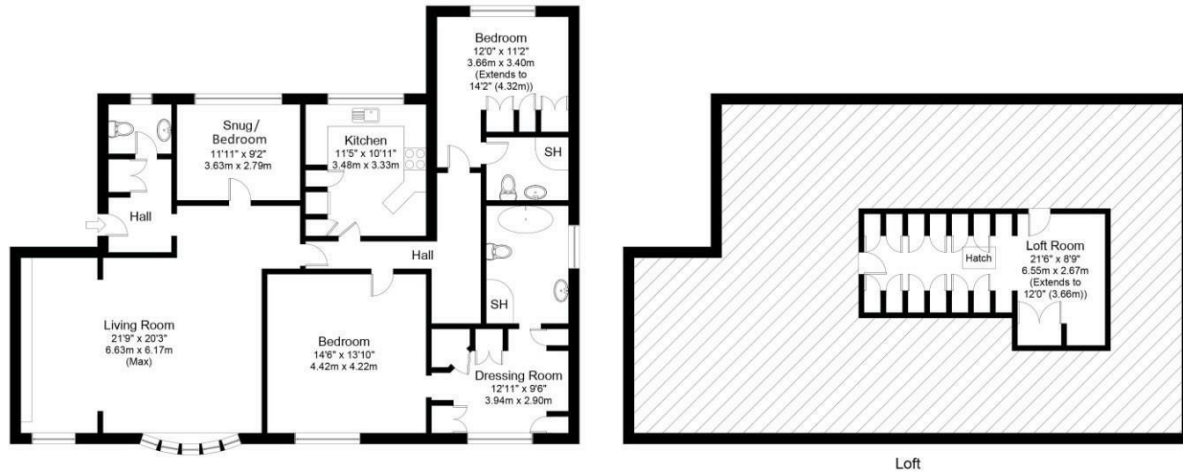 Bedroom
12'0" x 11'2"
3.66m x 3.40m
(Extends to
14'2" (4.32m))
Snug/
Bedroom
11'11" x 9'2"
3.63m x 2.79m
Kitchen
11'5" x 10'11"
3.48m x 3.33m
SH
Hall
Hall
SH
Living Room
21'9" x 20'3"
6.63m x 6.17m
(Max)
Bedroom
14'6" x 13'10"
4.42m x 4.22m
Dressing Room
12'11" x 9'6"
3.94m x 2.90m
Hatch
Loft Room
21'6" x 8'9"
6.55m x 2.67m
(Extends to
12'0" (3.66m))
Loft